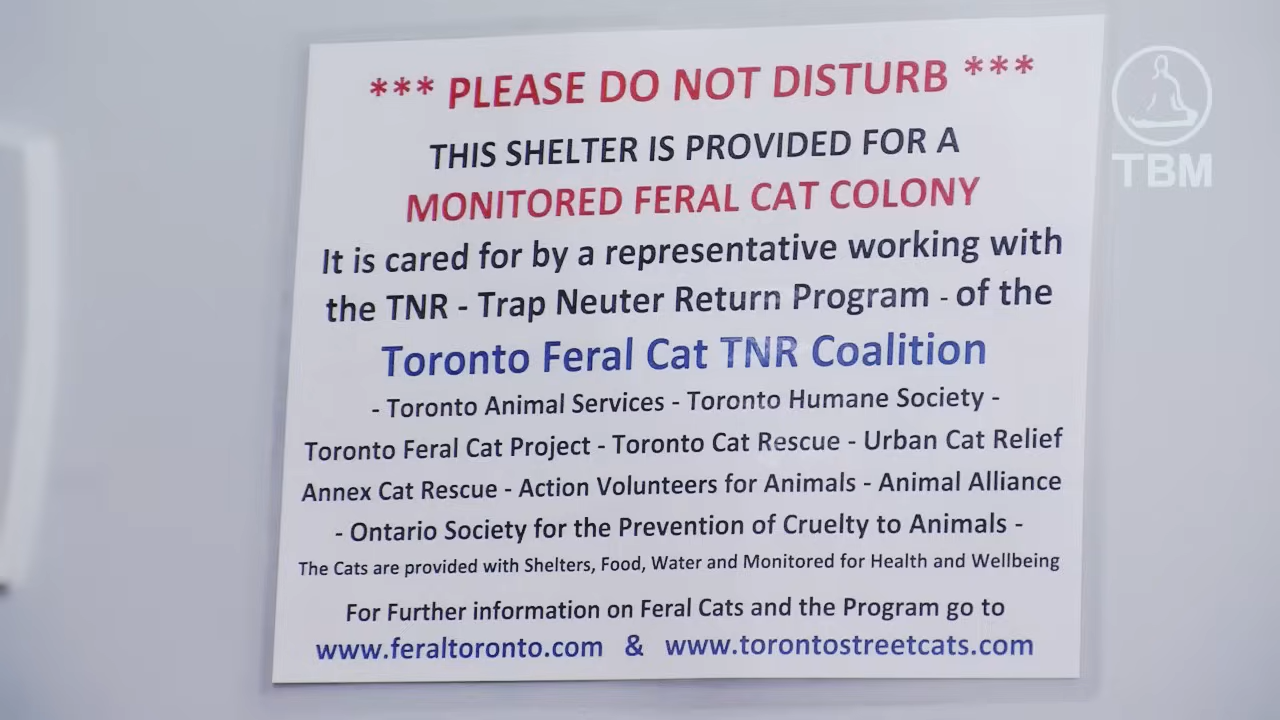 *** PLEASE DO NOT DISTURB ***
THIS SHELTER IS PROVIDED FOR A
MONITORED FERAL CAT COLONY
It is cared for by a representative working with
the TNR - Trap Neuter Return Program - of the
Toronto Feral Cat TNR Coalition
- Toronto Animal Services - Toronto Humane Society -
Toronto Feral Cat Project - Toronto Cat Rescue - Urban Cat Relief
Annex Cat Rescue - Action Volunteers for Animals - Animal Alliance
- Ontario Society for the Prevention of Cruelty to Animals -
The Cats are provided with Shelters, Food, Water and Monitored for Health and Wellbeing
For Further information on Feral Cats and the Program go to
www.feraltoronto.com & www.torontostreetcats.com
TBM